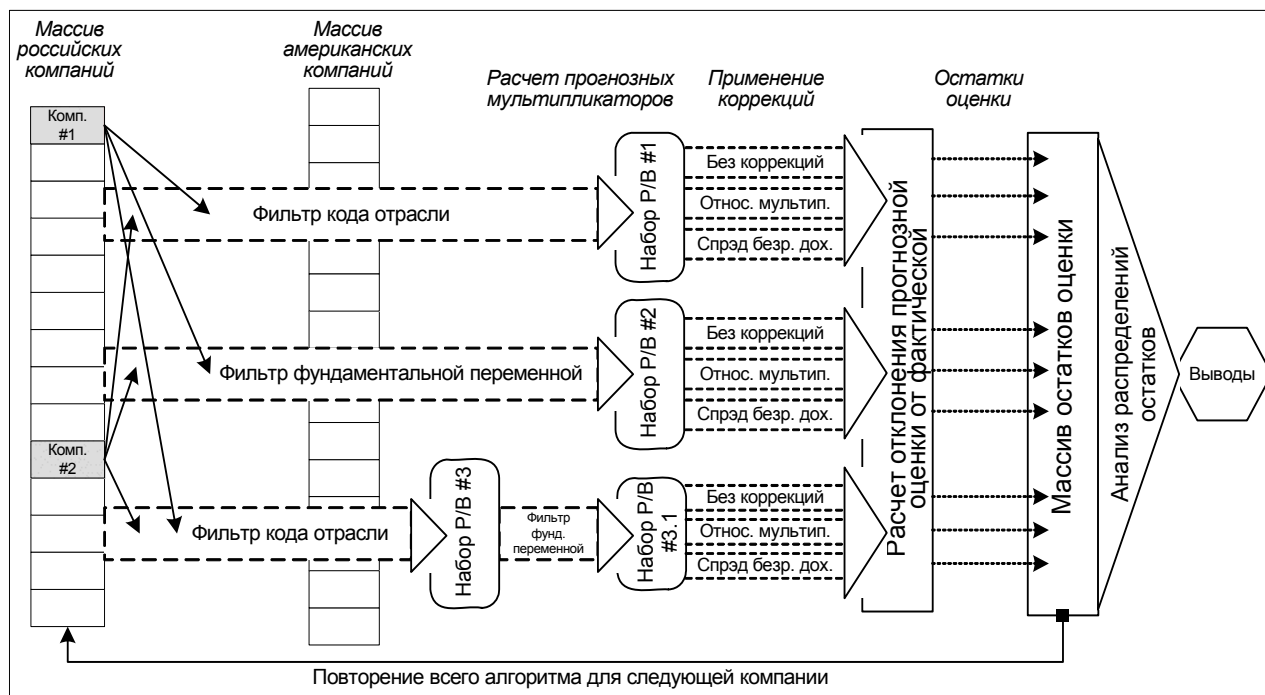 Массив
российских
компаний
Массив
американских
компаний
Расчет прогнозных
мультипликаторов
Применение
коррекций
Остатки
оценки
Комп.
#1
Фильтр кода отрасли
Набор P/B #1
Без коррекций
Относ. мультип.
Спрэд безр. дох.
Фильтр фундаментальной переменной
Набор P/B #2
Без коррекций
Относ. мультип.
Спрэд безр. дох.
Комп.
#2
Фильтр кода отрасли
Набор P/B #3
Фильтр
фунд.
переменной
Набор P/B
#3.1
Без коррекций
Относ. мультип.
Спрэд безр. дох.
Расчет отклонения прогнозной
оценки от фактической
Массив остатков оценки
Анализ распределений
остатков
Выводы
Повторение всего алгоритма для следующей компании